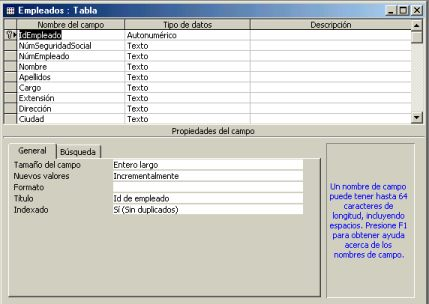 Empleados : Tabla
Nombre del campo Tipo de datos Descripción
IdEmpleado Autonumérico
NúmSeguridadSocial Texto
NúmEmpleado Texto
Nombre Texto
Apellidos Texto
Cargo Texto
Extensión Texto
Dirección Texto
Ciudad Texto
Propiedades del campo
General Búsqueda
Tamaño del campo Entero largo
Nuevos valores Incrementalmente
Formato
Título Id de empleado
Indexado Sí (Sin duplicados)
Un nombre de campo
puede tener hasta 64
caracteres de
longitud, incluyendo
espacios. Presione F1
para obtener ayuda
acerca de los
nombres de campo.